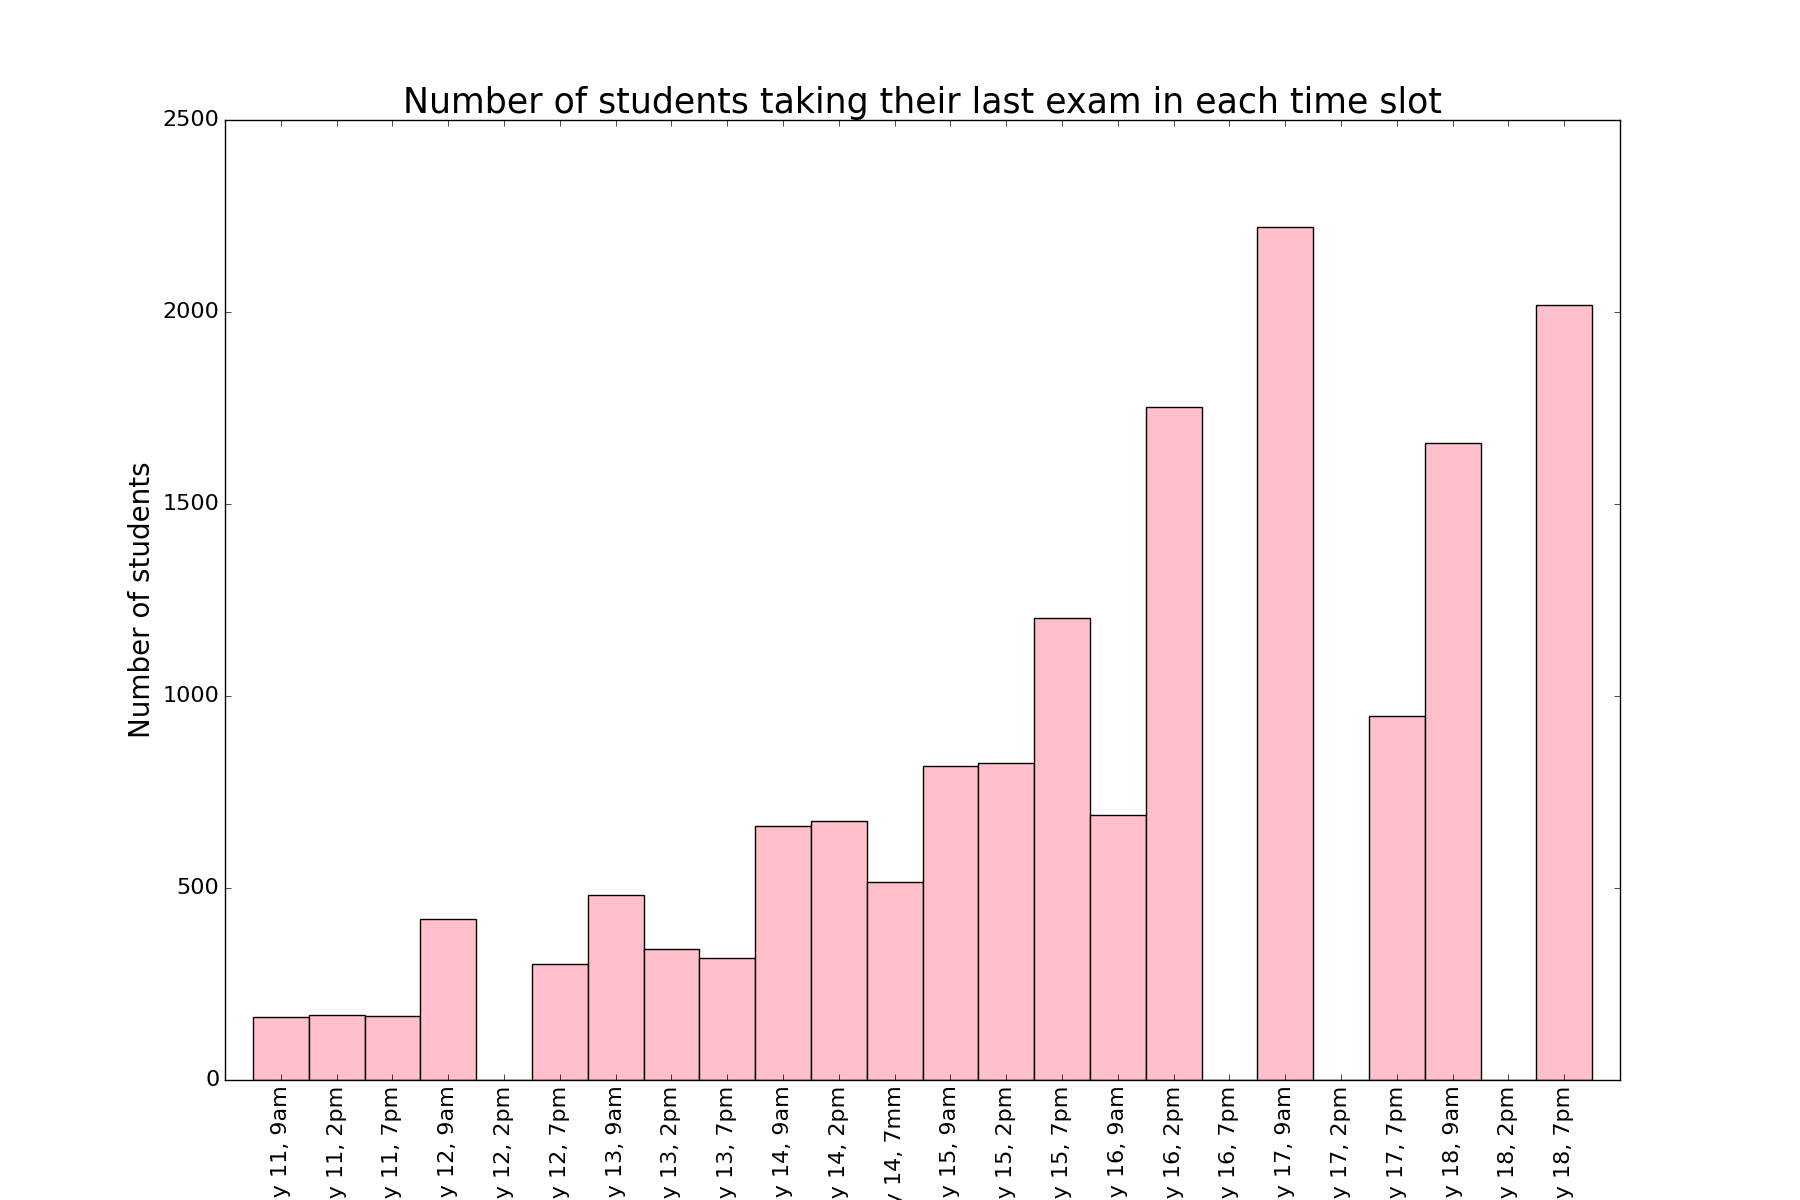 Number of students taking their last exam in each time slot
Number of students
2500
2000
1500
1000
500
0
y 11, 9am
y 11, 2pm
y 11, 7pm
y 12, 9am
y 12, 2pm
y 12, 7pm
y 13, 9am
y 13, 2pm
y 13, 7pm
y 14, 9am
y 14, 2pm
y 14, 7mm
y 15, 9am
y 15, 2pm
y 15, 7pm
y 16, 9am
y 16, 2pm
y 16, 7pm
y 17, 9am
y 17, 2pm
y 17, 7pm
y 18, 9am
y 18, 2pm
y 18, 7pm